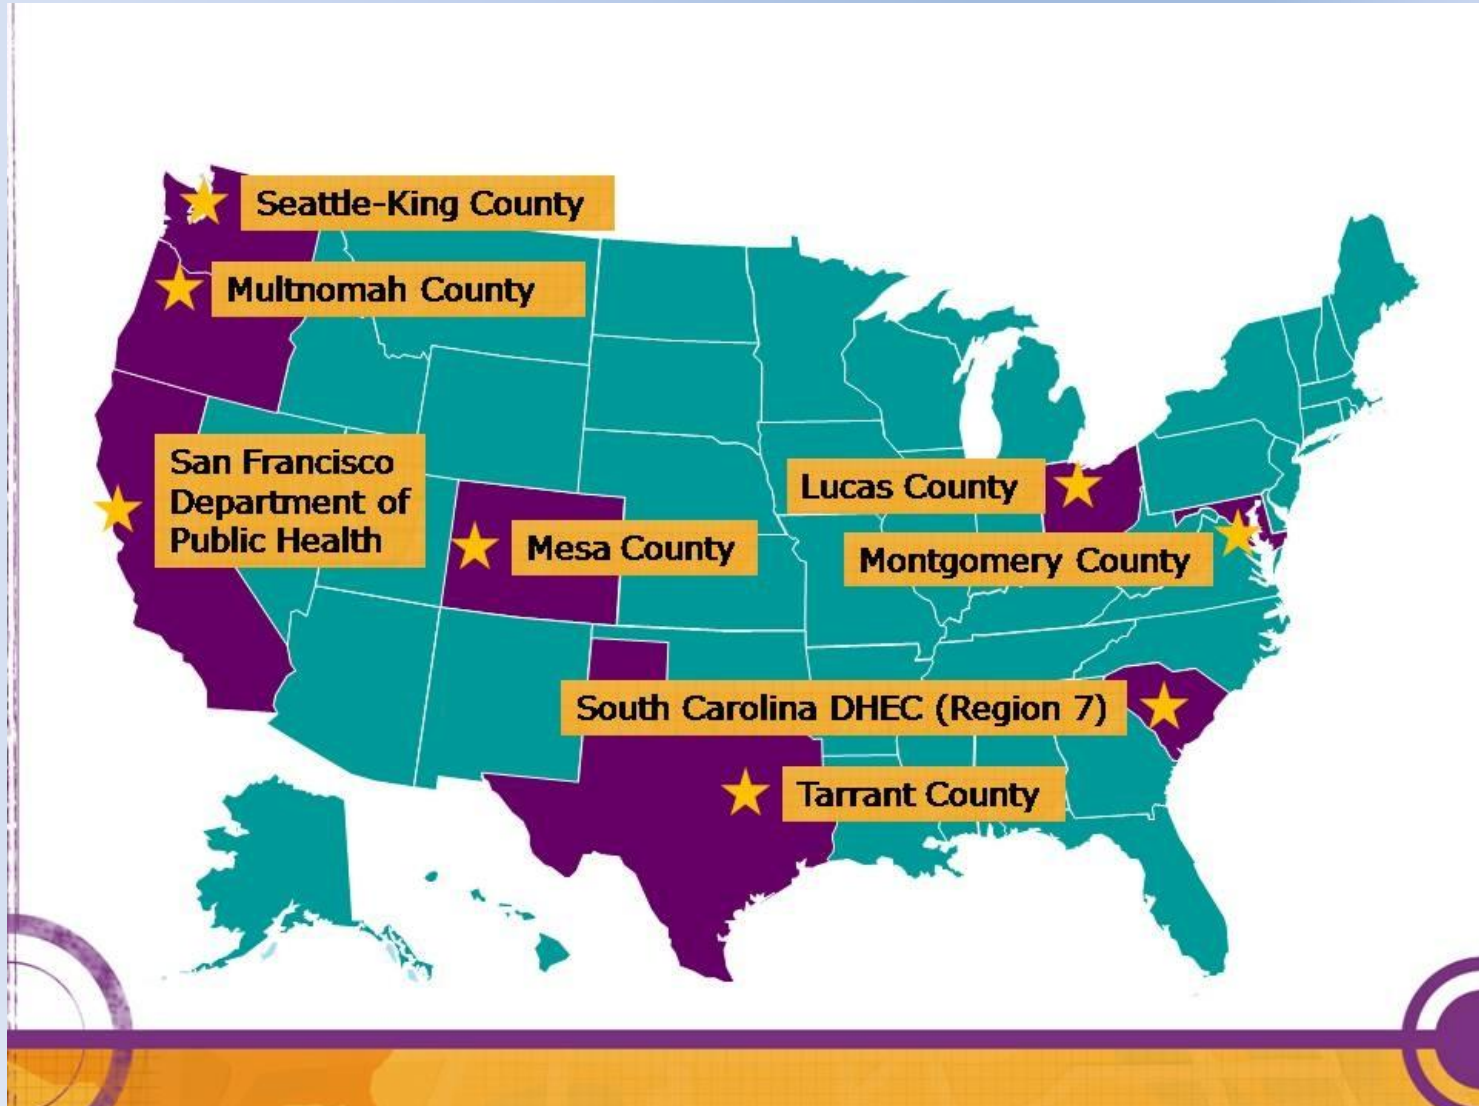 Seattle-King County
Multnomah County
San Francisco
Department of
Public Health
Lucas County
Mesa County
Montgomery County
South Carolina DHEC (Region 7)
Tarrant County